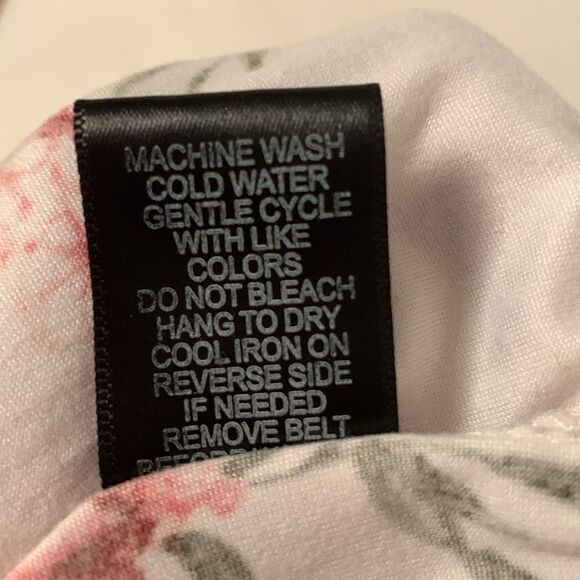 MACHINE WASH
COLD WATER
GENTLE CYCLE
WITH LIKE
COLORS
DO NOT BLEACH
HANG TO DRY
COOL IRON ON
REVERSE SIDE
IF NEEDED
REMOVE BELT